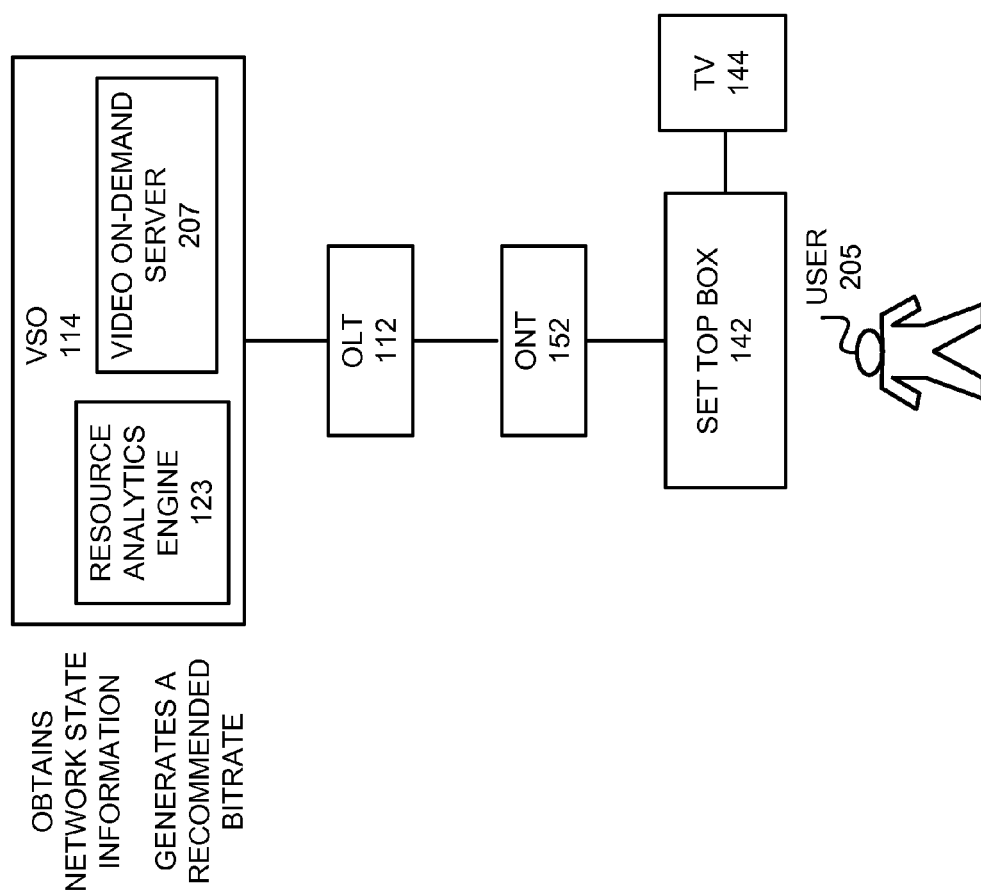 OBTAINS
NETWORK STATE
INFORMATION
GENERATES A
RECOMMENDED
BITRATE
VSO
114
RESOURCE
ANALYTICS
ENGINE
123
VIDEO ON-DEMAND
SERVER
207
OLT
112
ONT
152
SET TOP BOX
142
TV
144
USER
205